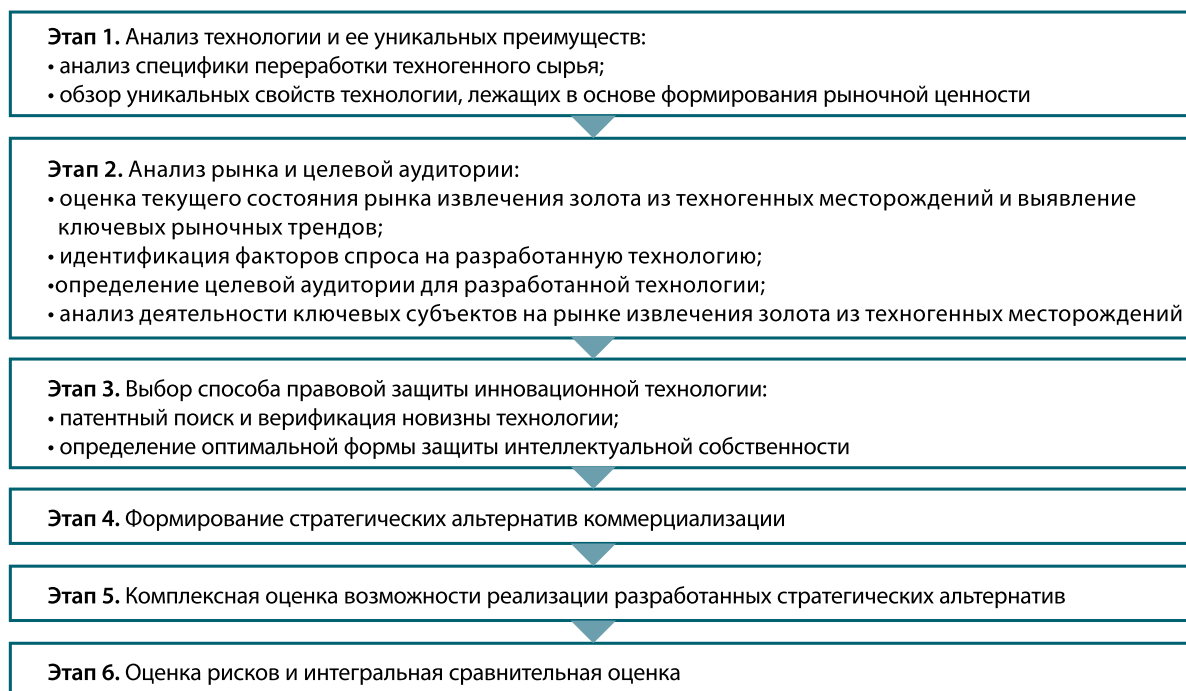 Этап 1. Анализ технологии и ее уникальных преимуществ:
• анализ специфики переработки техногенного сырья;
• обзор уникальных свойств технологии, лежащих в основе формирования рыночной ценности
Этап 2. Анализ рынка и целевой аудитории:
• оценка текущего состояния рынка извлечения золота из техногенных месторождений и выявление
ключевых рыночных трендов;
• идентификация факторов спроса на разработанную технологию;
•определение целевой аудитории для разработанной технологии;
• анализ деятельности ключевых субъектов на рынке извлечения золота из техногенных месторождений
Этап 3. Выбор способа правовой защиты инновационной технологии:
• патентный поиск и верификация новизны технологии;
• определение оптимальной формы защиты интеллектуальной собственности
Этап 4. Формирование стратегических альтернатив коммерциализации
Этап 5. Комплексная оценка возможности реализации разработанных стратегических альтернатив
Этап 6. Оценка рисков и интегральная сравнительная оценка